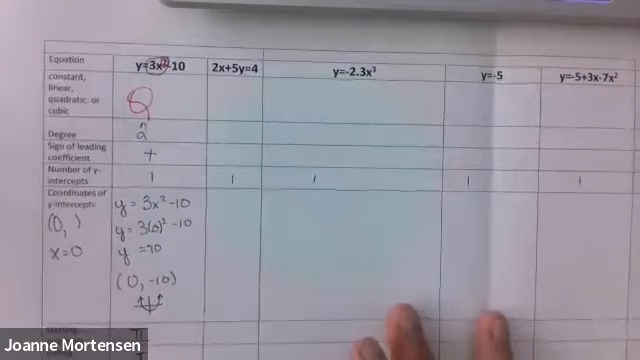 Equation y=3x²-10 2x+5y=4 y=-2.3x³ y=-5 y=-5+3x-7x²
constant,
linear,
quadratic, or
cubic Q
Degree 2
Sign of leading
coefficient +
Number of y-
intercepts 1 1 1 1 1
Coordinates of
y-intercepts
(0, )
x=0
y = 3x²-10
y = 3(0)²-10
(0, -10)
Joanne Mortensen